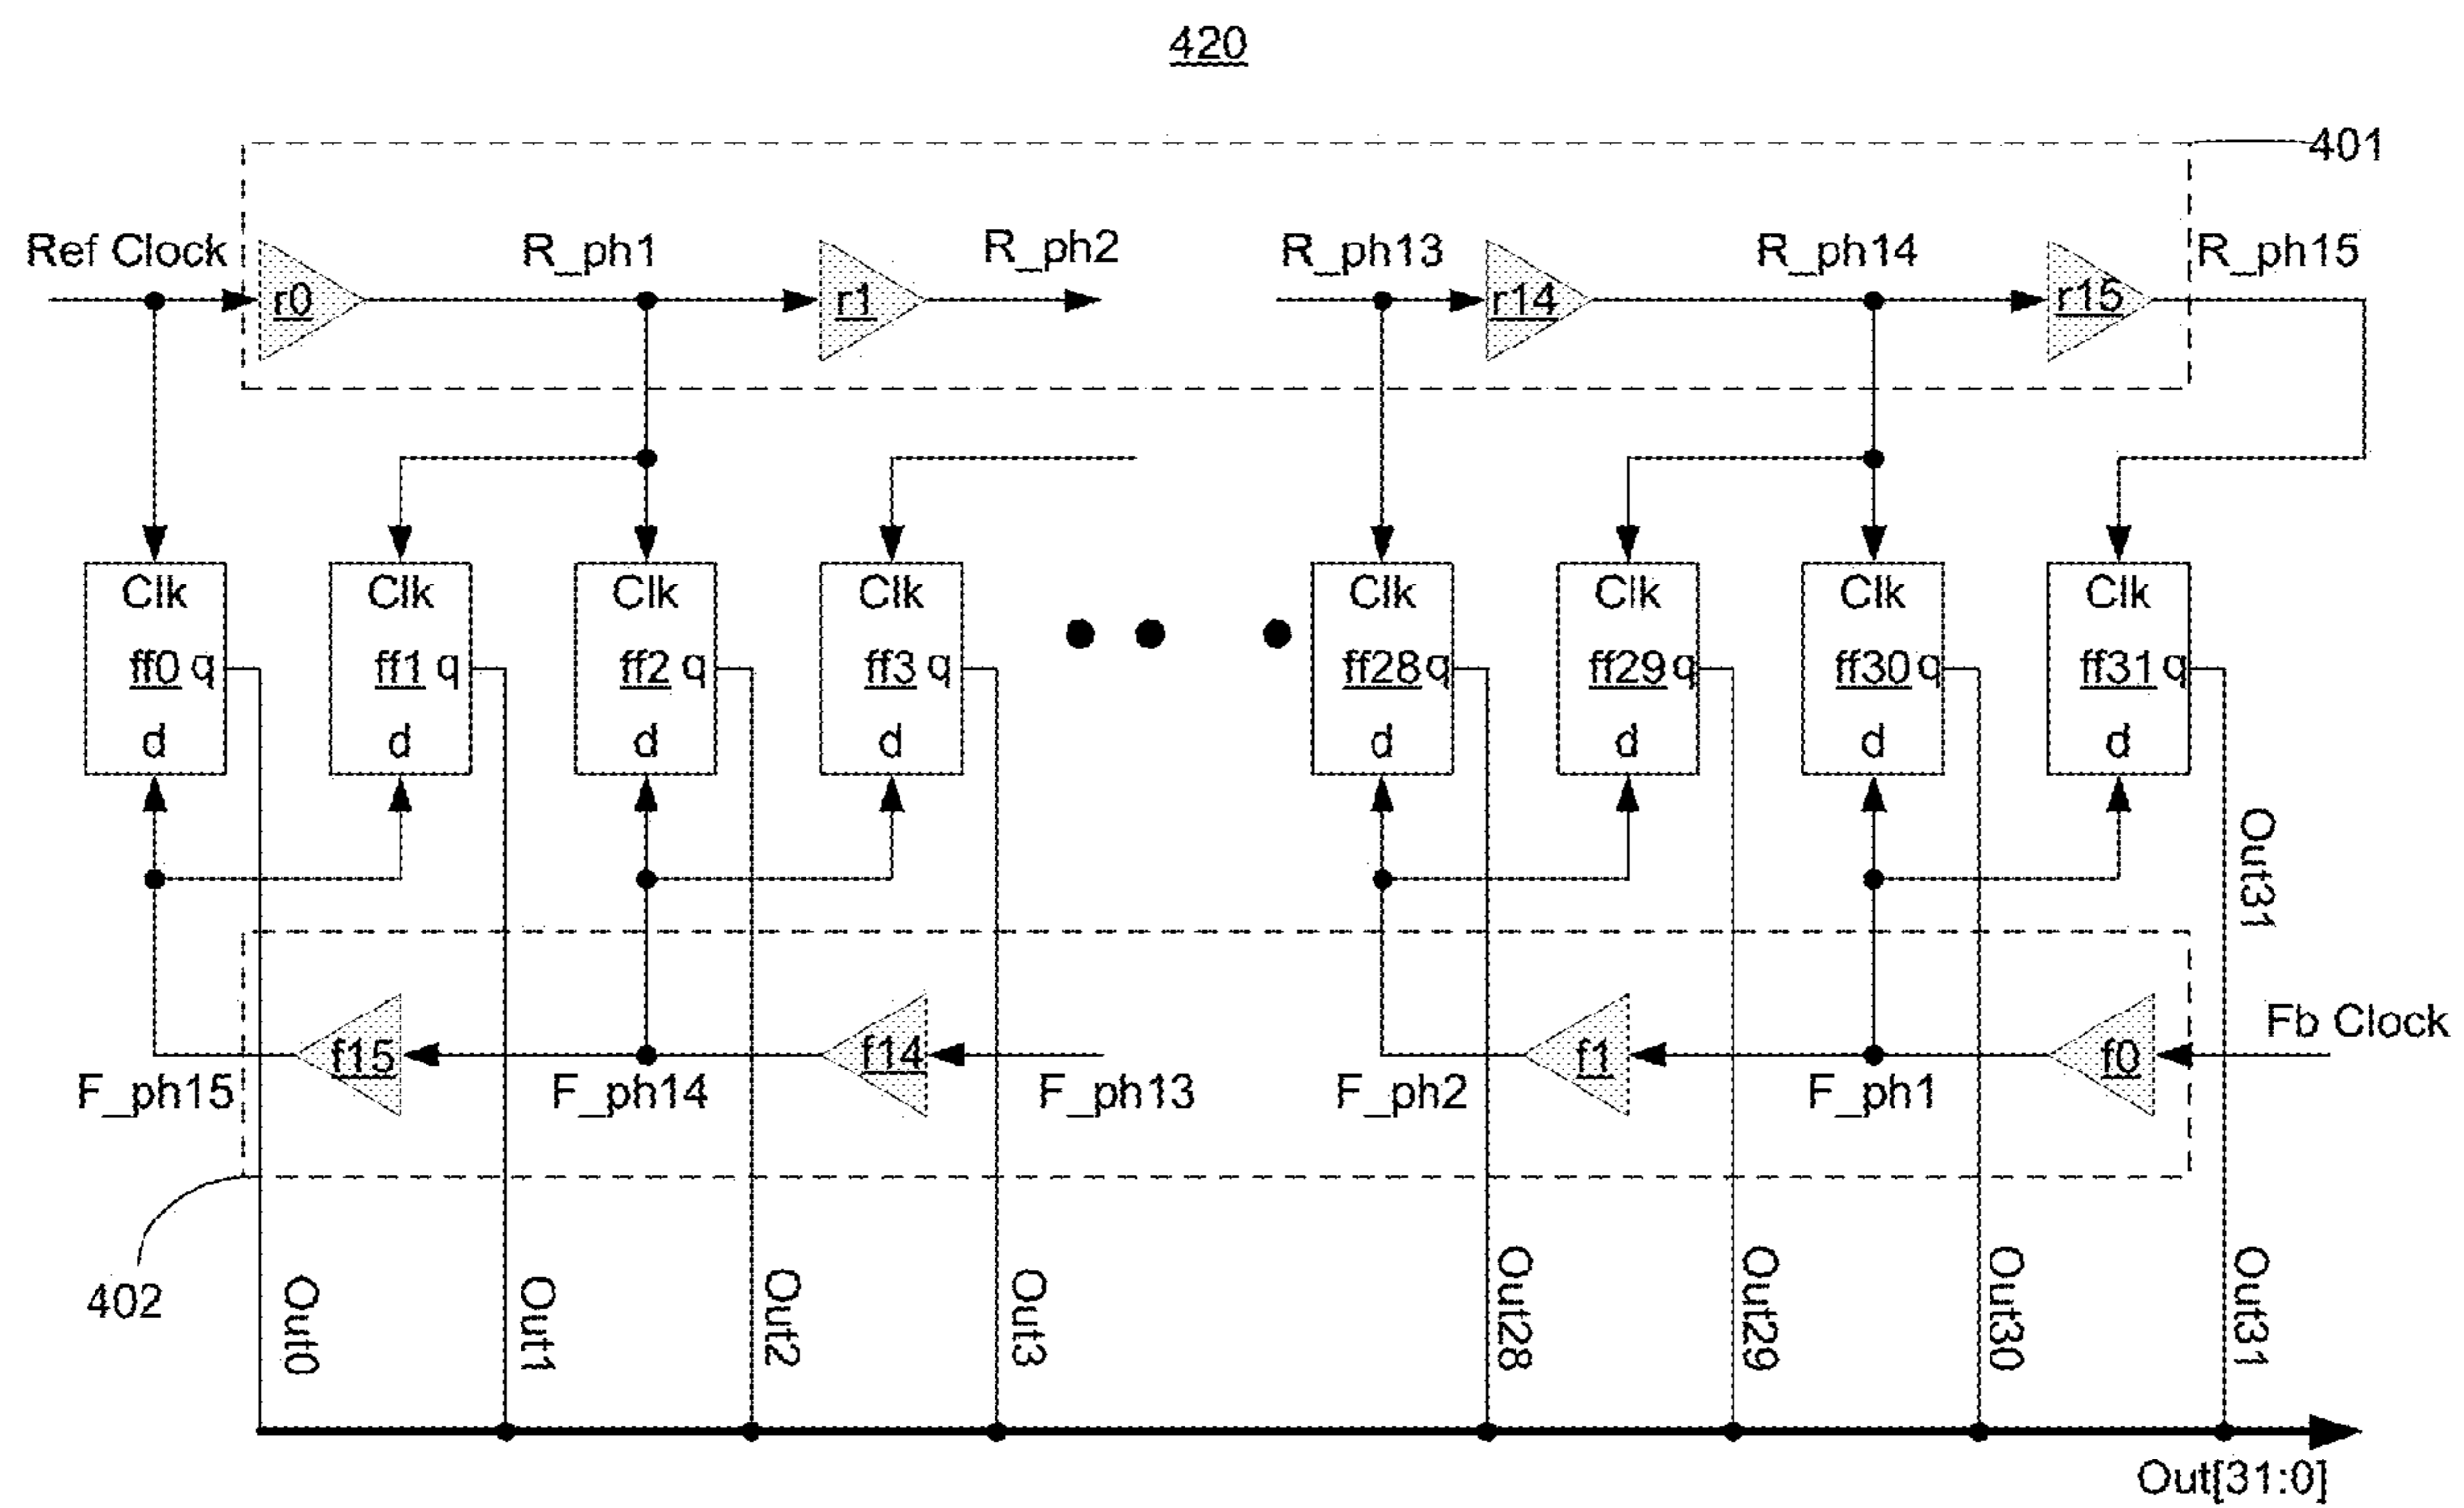 420
401
Ref Clock
R_ph1
R_ph2
R_ph13
R_ph14
R_ph15
r0
r1
r14
r15
Clk
Clk
Clk
Clk
Clk
Clk
Clk
Clk
ff0 q
ff1 q
ff2 q
ff3 q
ff28 q
ff29 q
ff30 q
ff31 q
d
d
d
d
d
d
d
d
Out31
Fb Clock
f15
f14
f1
f0
F_ph15
F_ph14
F_ph13
F_ph2
F_ph1
402
Out0
Out1
Out2
Out3
Out28
Out29
Out30
Out31
Out[31:0]